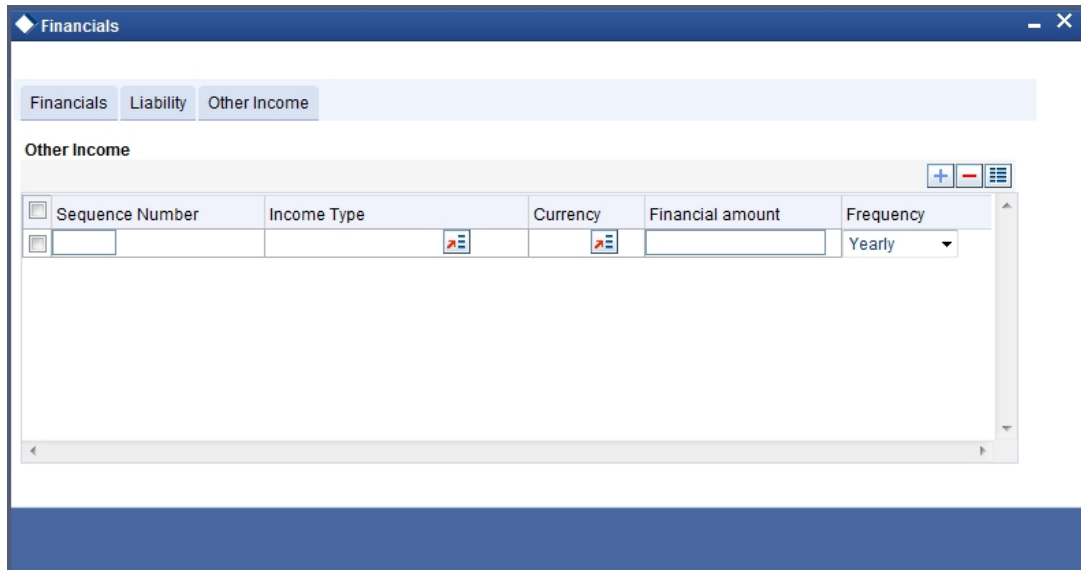 Financials
Financials Liability Other Income
Other Income
Sequence Number Income Type Currency Financial amount Frequency
Yearly